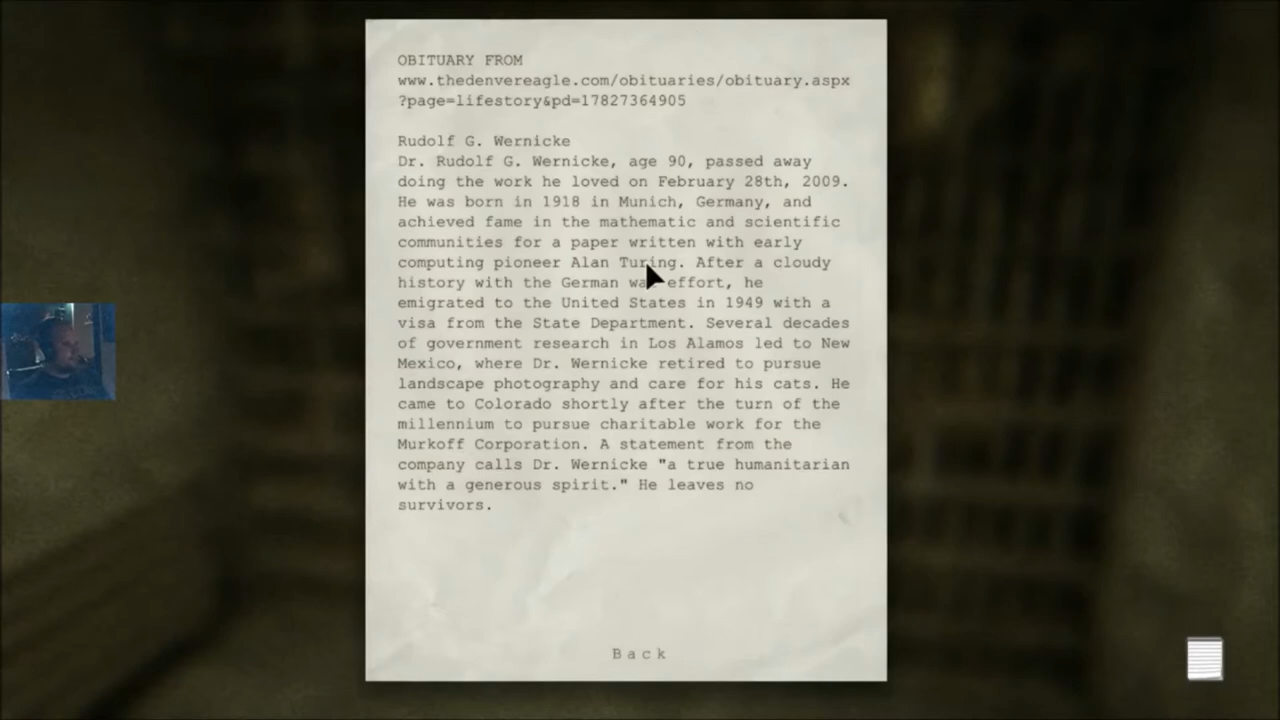 OBITUARY FROM
www.thedenvereagle.com/obituaries/obituary.aspx
?page=lifestory&pd=17827364905
Rudolf G. Wernicke
Dr. Rudolf G. Wernicke, age 90, passed away
doing the work he loved on February 28th, 2009.
He was born in 1918 in Munich, Germany, and
achieved fame in the mathematic and scientific
communities for a paper written with early
computing pioneer Alan Turing. After a cloudy
history with the German war effort, he
emigrated to the United States in 1949 with a
visa from the State Department. Several decades
of government research in Los Alamos led to New
Mexico, where Dr. Wernicke retired to pursue
landscape photography and care for his cats. He
came to Colorado shortly after the turn of the
millennium to pursue charitable work for the
Murkoff Corporation. A statement from the
company calls Dr. Wernicke "a true humanitarian
with a generous spirit." He leaves no
survivors.
Back